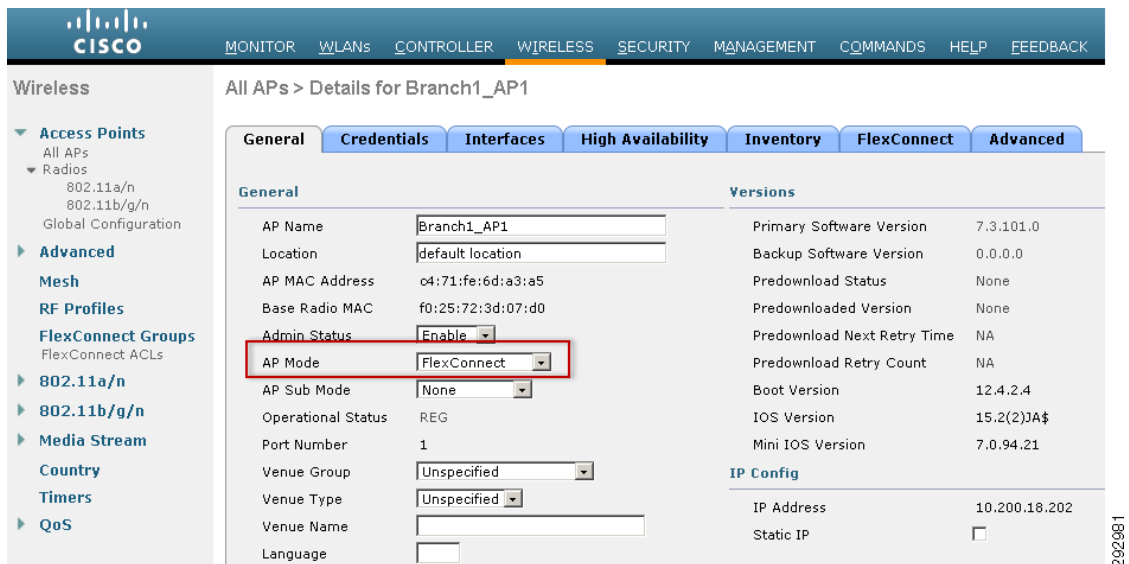 CISCO
MONITOR WLANs CONTROLLER WIRELESS SECURITY MANAGEMENT COMMANDS HELP FEEDBACK
Wireless
Access Points
All APs
Radios
802.11a/n
802.11b/g/n
Global Configuration
Advanced
Mesh
RF Profiles
FlexConnect Groups
FlexConnect ACLs
802.11a/n
802.11b/g/n
Media Stream
Country
Timers
QoS
All APs > Details for Branch1_AP1
General Credentials Interfaces High Availability Inventory FlexConnect Advanced
General
AP Name Branch1_AP1
Location default location
AP MAC Address c4:71:fe:6d:a3:a5
Base Radio MAC f0:25:72:3d:07:d0
Admin Status Enable
AP Mode FlexConnect
AP Sub Mode None
Operational Status REG
Port Number 1
Venue Group Unspecified
Venue Type Unspecified
Venue Name
Language
Versions
Primary Software Version 7.3.101.0
Backup Software Version 0.0.0.0
Predownload Status None
Predownloaded Version None
Predownload Next Retry Time NA
Predownload Retry Count NA
Boot Version 12.4.2.4
IOS Version 15.2(2)JA$
Mini IOS Version 7.0.94.21
IP Config
IP Address 10.200.18.202
Static IP
292981